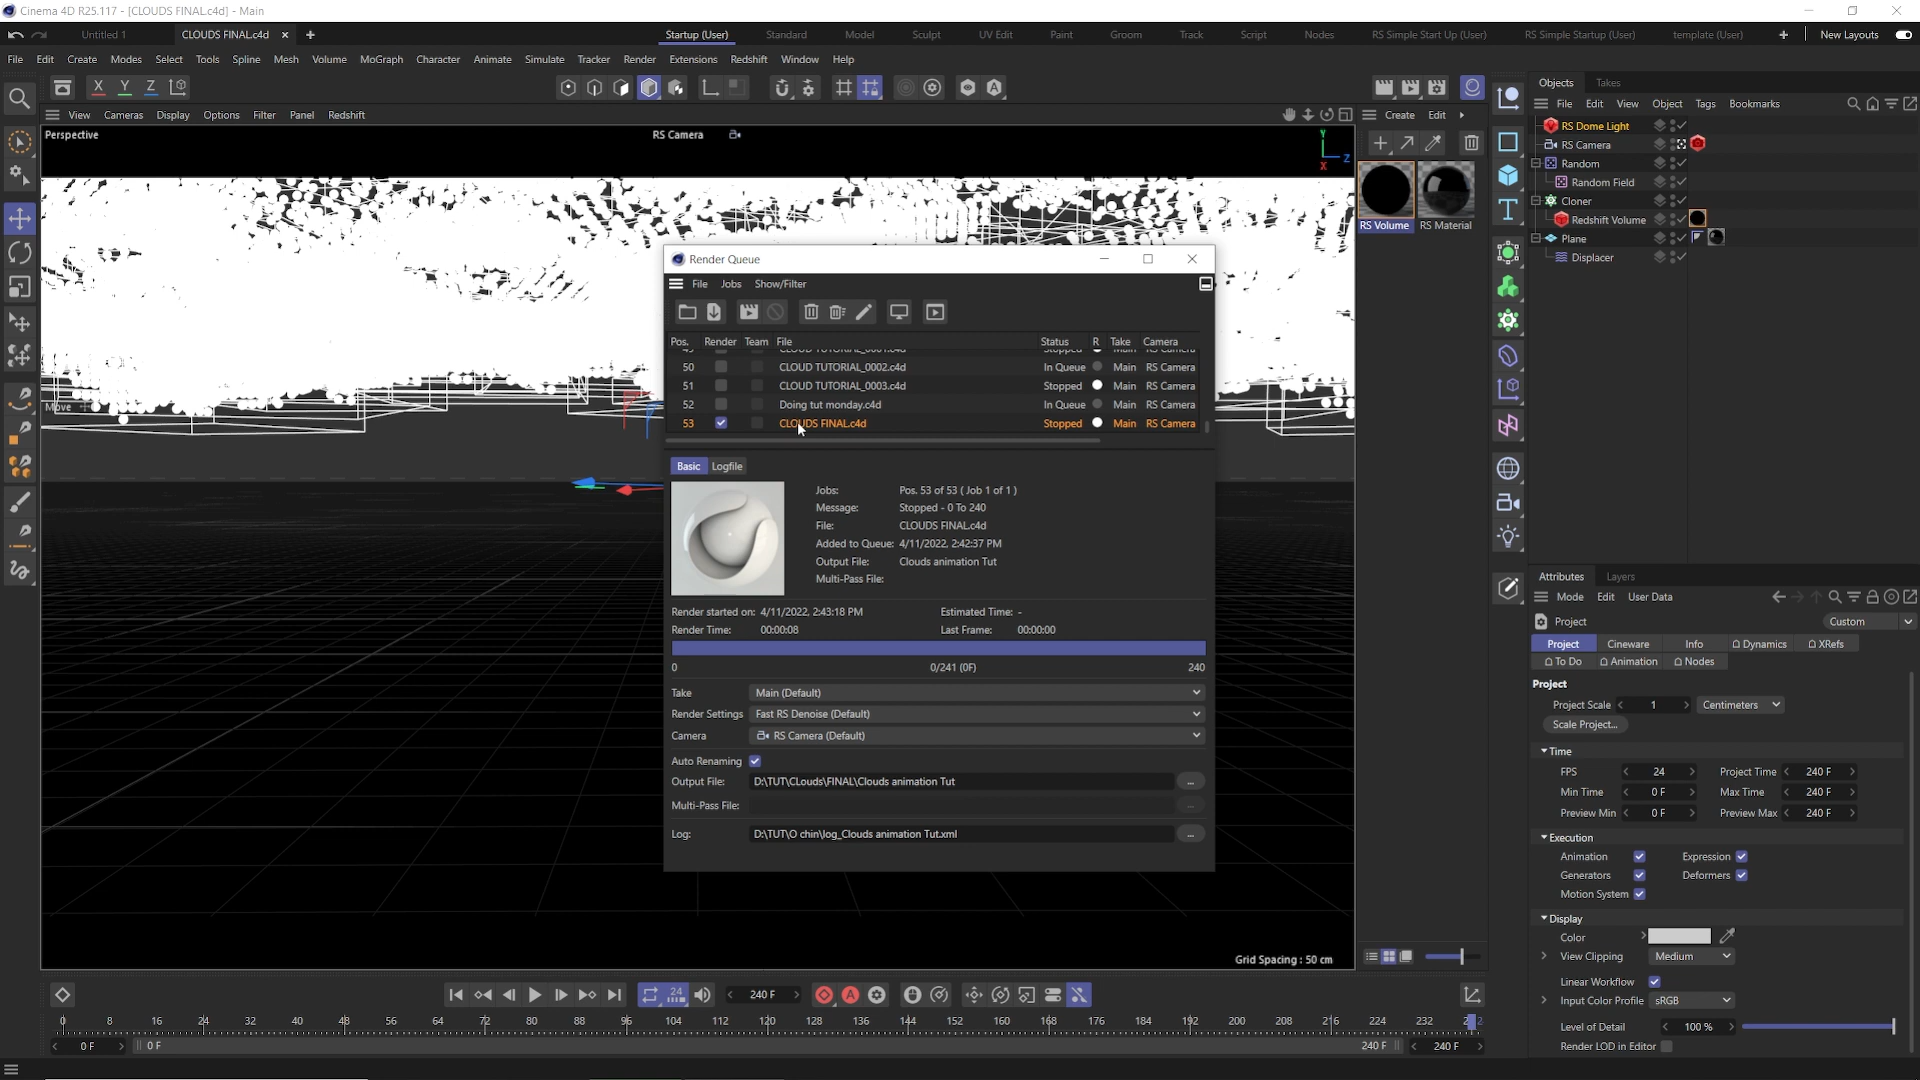 Cinema 4D R25.117 - [CLOUDS FINAL.c4d] - Main
Untitled 1 CLOUDS FINAL.c4d × + Startup (User) Standard Model Sculpt UV Edit Paint Groom Track Script Nodes RS Simple Start Up (User) RS Simple Startup (User) template (User) + New Layouts
File Edit Create Modes Select Tools Spline Mesh Volume MoGraph Character Animate Simulate Tracker Render Extensions Redshift Window Help
X Y Z
View Cameras Display Options Filter Panel Redshift
Perspective RS Camera
Y
Z
X
Move
Grid Spacing : 50 cm
Create Edit
RS Volume RS Material
Render Queue
File Jobs Show/Filter
Pos. Render Team File Status R Take Camera
49 CLOUD TUTORIAL_0001.c4d Stopped Main RS Camera
50 CLOUD TUTORIAL_0002.c4d In Queue Main RS Camera
51 CLOUD TUTORIAL_0003.c4d Stopped Main RS Camera
52 Doing tut monday.c4d In Queue Main RS Camera
53 CLOUDS FINAL.c4d Stopped Main RS Camera
Basic Logfile
Jobs: Pos. 53 of 53 ( Job 1 of 1 )
Message: Stopped - 0 To 240
File: CLOUDS FINAL.c4d
Added to Queue: 4/11/2022, 2:42:37 PM
Output File: Clouds animation Tut
Multi-Pass File:
Render started on: 4/11/2022, 2:43:18 PM Estimated Time: -
Render Time: 00:00:08 Last Frame: 00:00:00
0 0/241 (0F) 240
Take Main (Default)
Render Settings Fast RS Denoise (Default)
Camera RS Camera (Default)
Auto Renaming
Output File: D:\TUT\CLouds\FINAL\Clouds animation Tut ...
Multi-Pass File: ...
Log: D:\TUT\O chin\log_Clouds animation Tut.xml ...
Objects Takes
File Edit View Object Tags Bookmarks
RS Dome Light
RS Camera
Random
Random Field
Cloner
Redshift Volume
Plane
Displacer
Attributes Layers
Mode Edit User Data
Project Custom
Project Cineware Info Dynamics XRefs
To Do Animation Nodes
Project
Project Scale 1 Centimeters
Scale Project...
Time
FPS 24 Project Time 240 F
Min Time 0 F Max Time 240 F
Preview Min 0 F Preview Max 240 F
Execution
Animation Expression
Generators Deformers
Motion System
Display
Color
View Clipping Medium
Linear Workflow
Input Color Profile sRGB
Level of Detail 100 %
Render LOD in Editor
24 240 F A
0 8 16 24 32 40 48 56 64 72 80 88 96 104 112 120 128 136 144 152 160 168 176 184 192 200 208 216 224 232
0 F 0 F 240 F 240 F